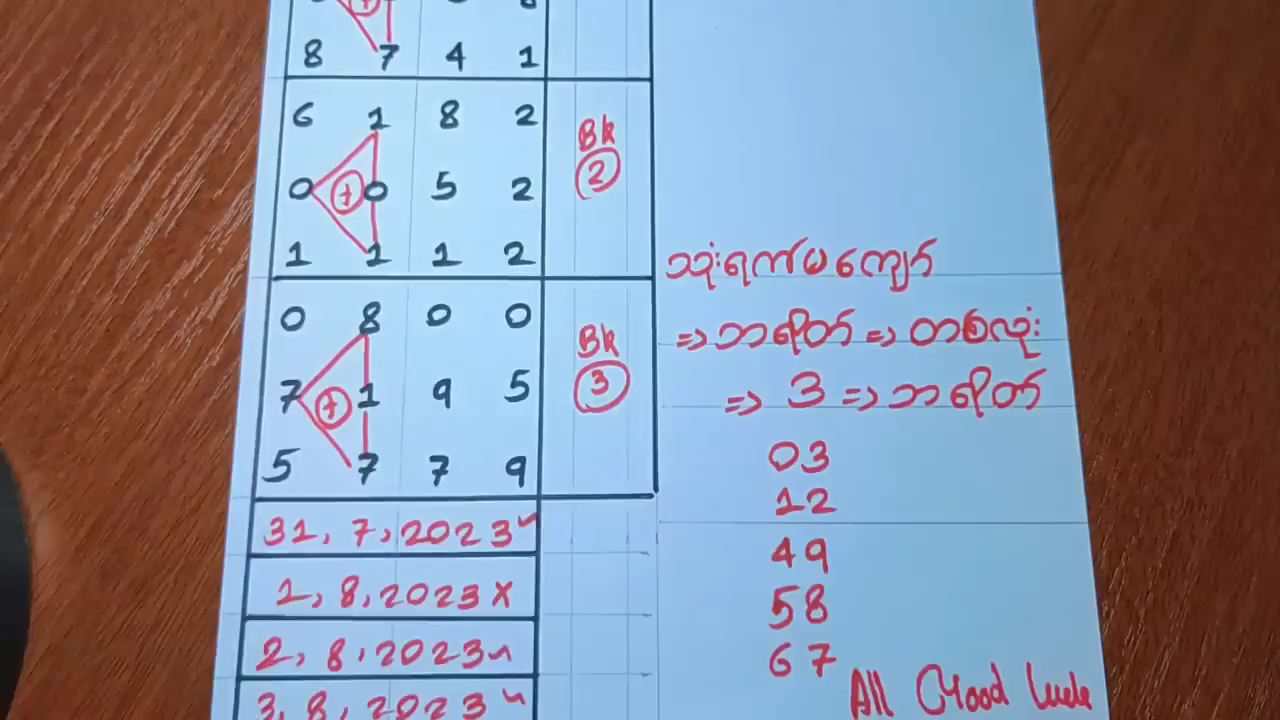 8 7 4 1
6 1 8 2
0 + 0 5 2
1 1 1 2
Bk
2
0 8 0 0
7 + 1 9 5
5 7 7 9
Bk
3
31, 7, 2023
1, 8, 2023 x
2, 8, 2023
3, 8, 2023
သုံးရက်မကျော်
=> ဘရိတ် => တစ်လုံး
=> 3 => ဘရိတ်
03
12
49
58
67
All Good Luck